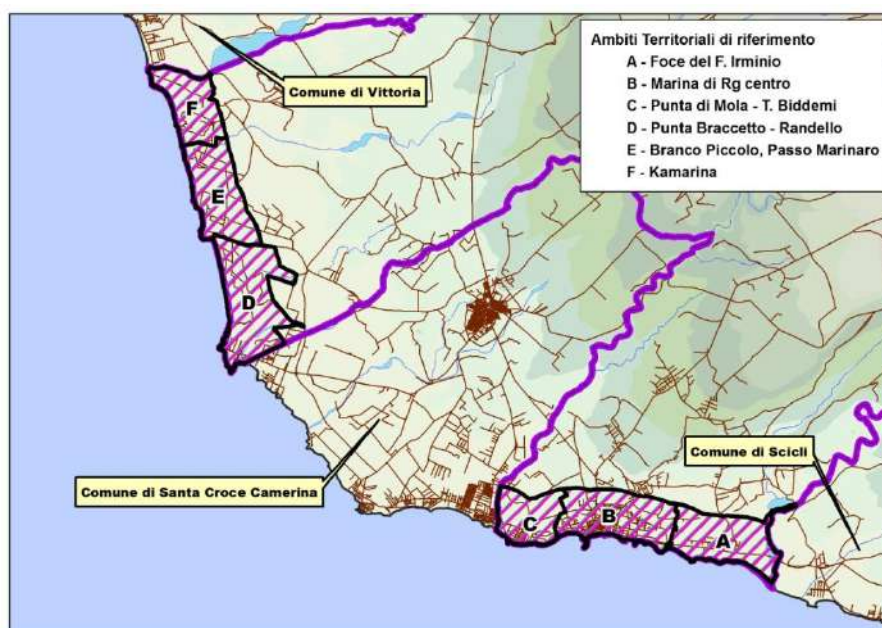 Ambiti Territoriali di riferimento
A - Foce del F. Irminio
B - Marina di Rg centro
C - Punta di Mola - T. Biddemi
D - Punta Braccetto - Randello
E - Branco Piccolo, Passo Marinaro
F - Kamarina
Comune di Vittoria
F
E
D
Comune di Scicli
Comune di Santa Croce Camerina
C
B
A